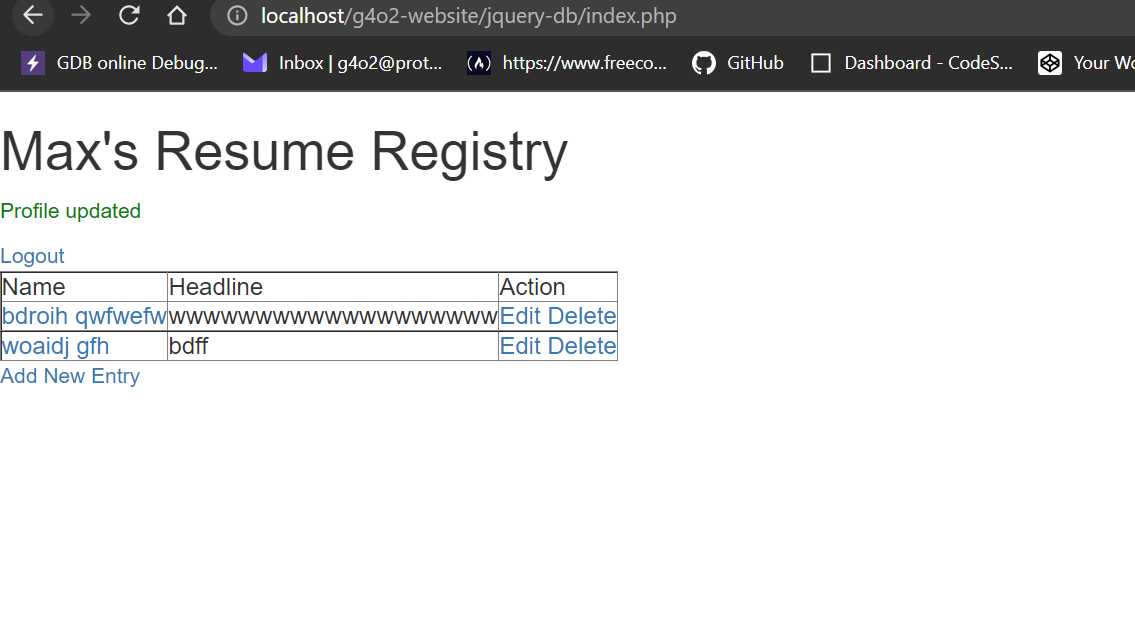 localhost/g4o2-website/jquery-db/index.php
GDB online Debug... Inbox | g4o2@prot... https://www.freeco... GitHub Dashboard - CodeS... Your Wo
Max's Resume Registry
Profile updated
Logout
Name Headline Action
bdroih qwfwefw wwwwwwwwwwwwwwwwwww Edit Delete
woaidj gfh bdff Edit Delete
Add New Entry